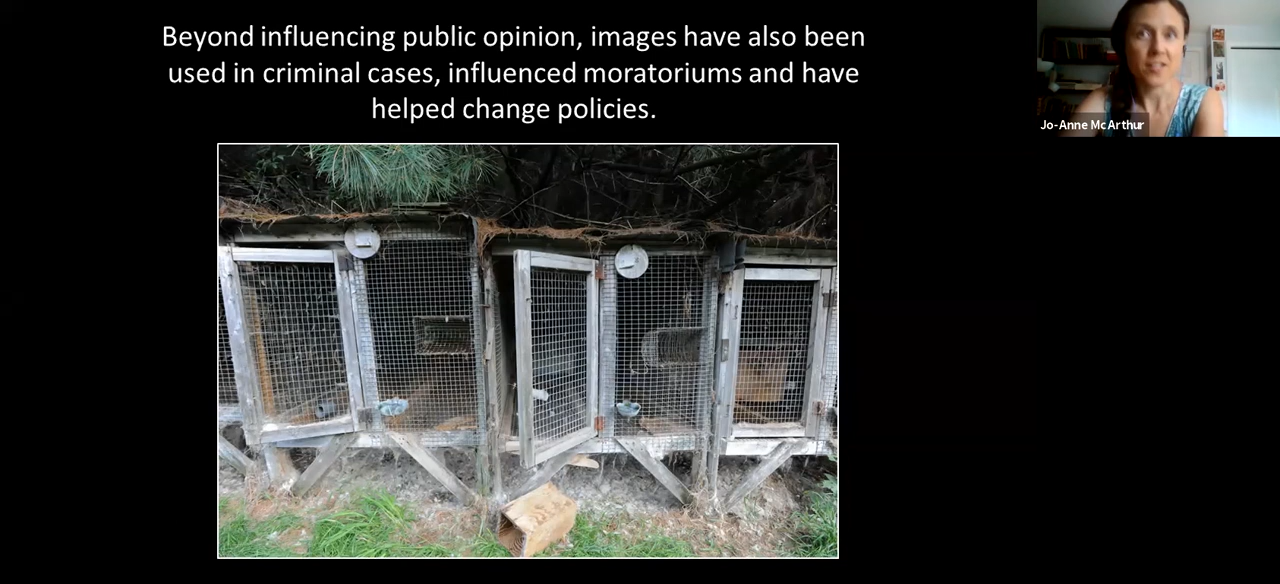 Beyond influencing public opinion, images have also been
used in criminal cases, influenced moratoriums and have
helped change policies.
Jo-Anne McArthur